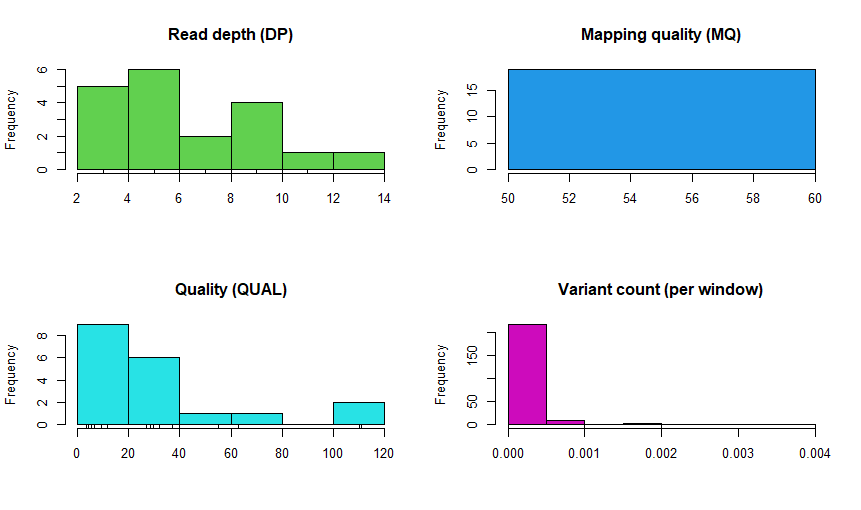 Read depth (DP)
Frequency
0 2 4 6
2 4 6 8 10 12 14
Mapping quality (MQ)
Frequency
0 5 10 15
50 52 54 56 58 60
Quality (QUAL)
Frequency
0 2 4 6 8
0 20 40 60 80 100 120
Variant count (per window)
Frequency
0 50 150
0.000 0.001 0.002 0.003 0.004